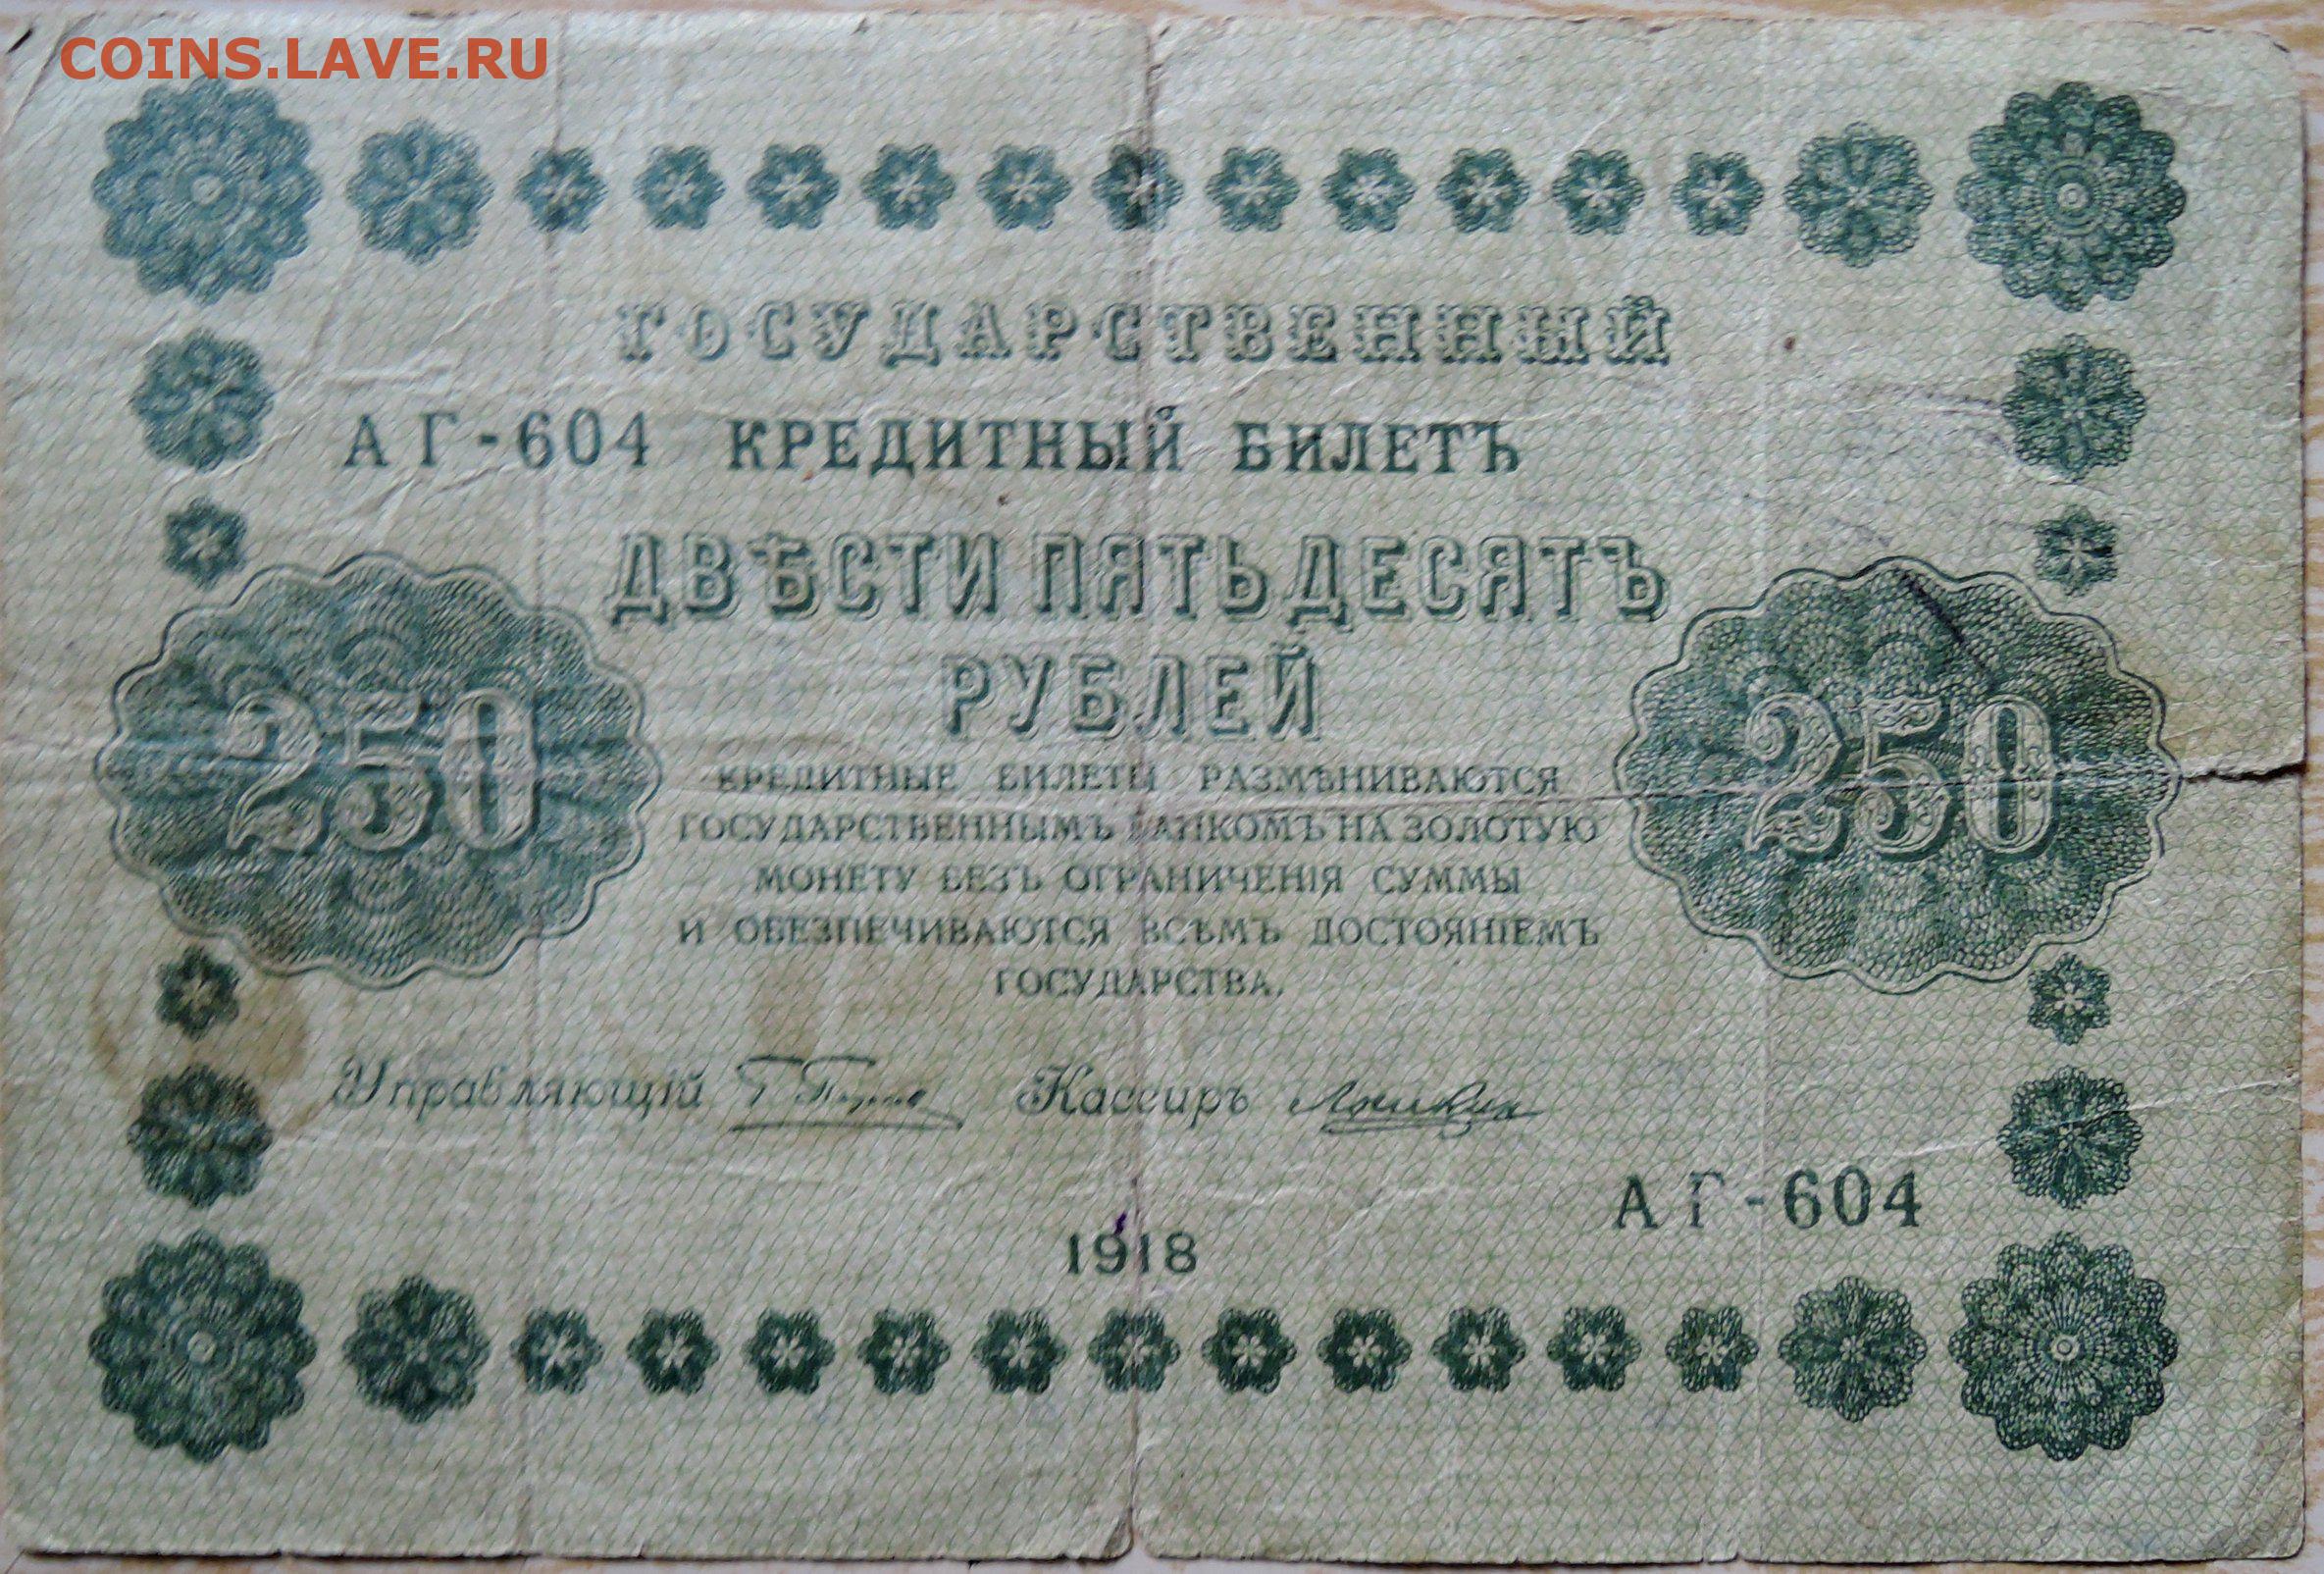 COINS.LAVE.RU
ГОСУДАРСТВЕННЫЙ
АГ-604 КРЕДИТНЫЙ БИЛЕТЪ
ДВѢСТИ ПЯТЬДЕСЯТЪ
РУБЛЕЙ
250 250
КРЕДИТНЫЕ БИЛЕТЫ РАЗМѢНИВАЮТСЯ
ГОСУДАРСТВЕННЫМЪ БАНКОМЪ НА ЗОЛОТУЮ
МОНЕТУ БЕЗЪ ОГРАНИЧЕНІЯ СУММЫ
И ОБЕЗПЕЧИВАЮТСЯ ВСѢМЪ ДОСТОЯНІЕМЪ
ГОСУДАРСТВА.
Управляющій Кассиръ
АГ-604
1918